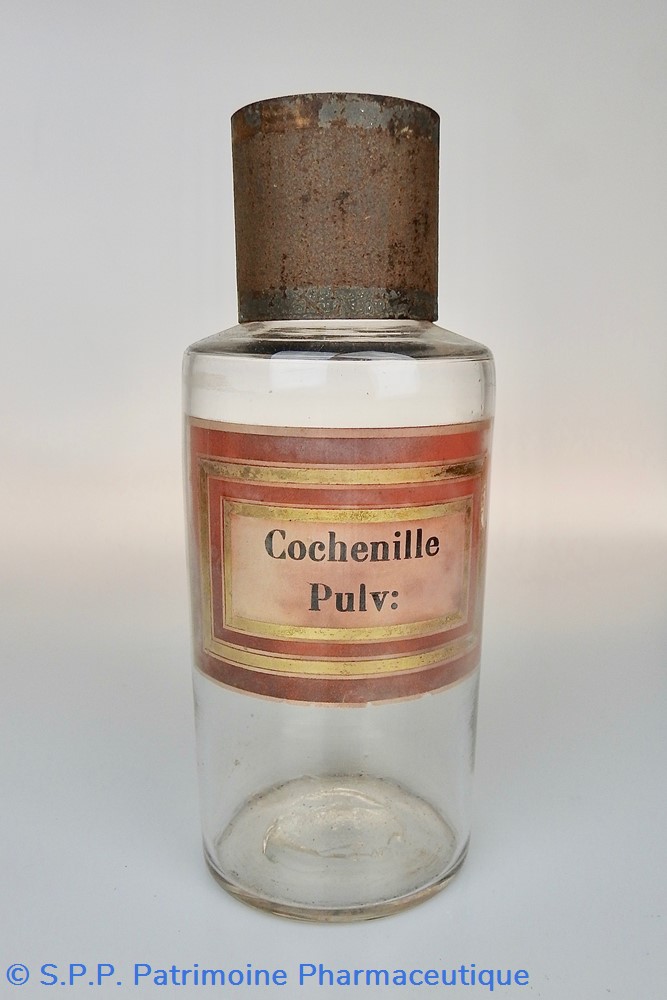 Cochenille
Pulv:
© S.P.P. Patrimoine Pharmaceutique